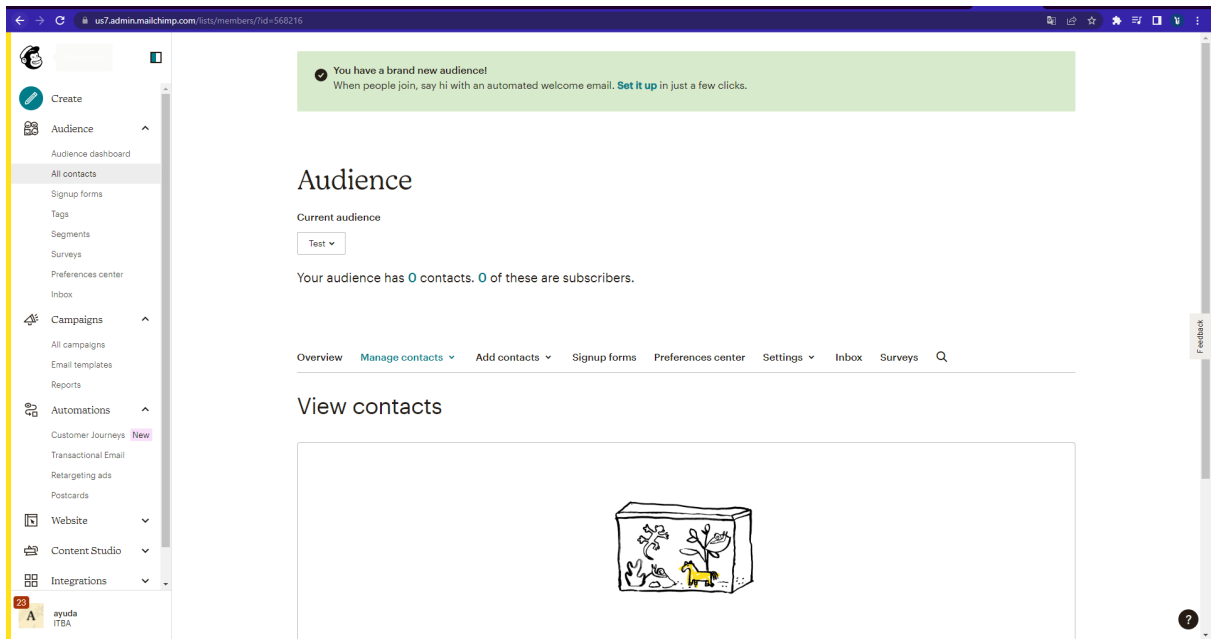 us7.admin.mailchimp.com/lists/members/?id=568216
Create
Audience
Audience dashboard
All contacts
Signup forms
Tags
Segments
Surveys
Preferences center
Inbox
Campaigns
All campaigns
Email templates
Reports
Automations
Customer Journeys New
Transactional Email
Retargeting ads
Postcards
Website
Content Studio
Integrations
23
A
ayuda
ITBA
You have a brand new audience!
When people join, say hi with an automated welcome email. Set it up in just a few clicks.
Audience
Current audience
Test
Your audience has 0 contacts. 0 of these are subscribers.
Overview Manage contacts Add contacts Signup forms Preferences center Settings Inbox Surveys
View contacts
Feedback
?